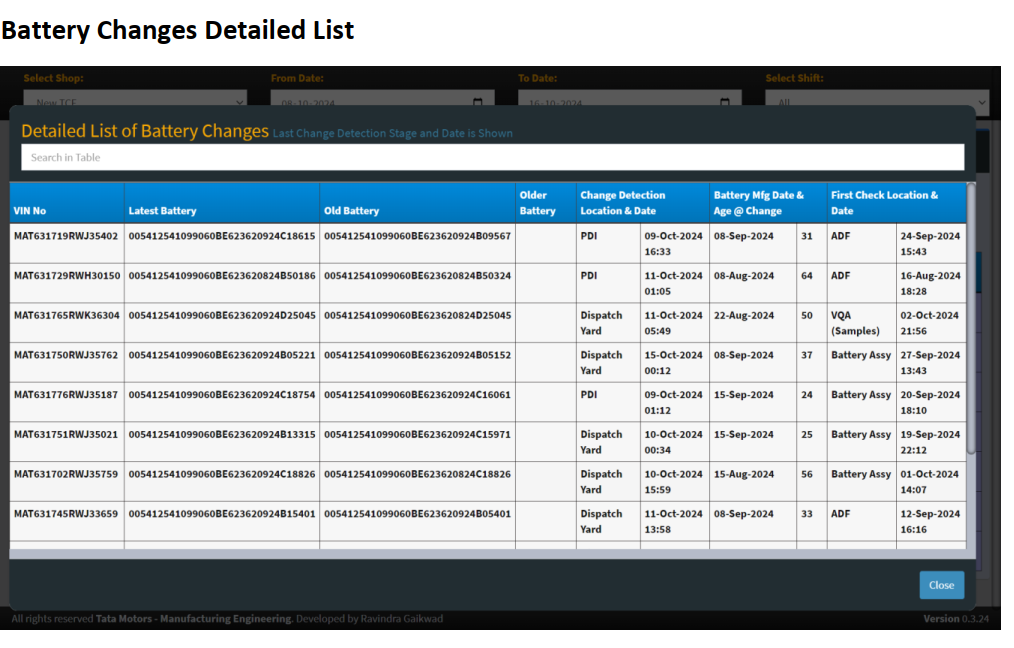 Battery Changes Detailed List
Select Shop: From Date: To Date: Select Shift:
New TCF 08-10-2024 16-10-2024 All
Detailed List of Battery Changes Last Change Detection Stage and Date is Shown
Search in Table
VIN No Latest Battery Old Battery Older Battery Change Detection Location & Date Battery Mfg Date & Age @ Change First Check Location & Date
MAT631719RWJ35402 005412541099060BE623620924C18615 005412541099060BE623620924B09567 PDI 09-Oct-2024 16:33 08-Sep-2024 31 ADF 24-Sep-2024 15:43
MAT631729RWH30150 005412541099060BE623620824B50186 005412541099060BE623620824B50324 PDI 11-Oct-2024 01:05 08-Aug-2024 64 ADF 16-Aug-2024 18:28
MAT631765RWK36304 005412541099060BE623620924D25045 005412541099060BE623620824D25045 Dispatch Yard 11-Oct-2024 05:49 22-Aug-2024 50 VQA (Samples) 02-Oct-2024 21:56
MAT631750RWJ35762 005412541099060BE623620924B05221 005412541099060BE623620924B05152 Dispatch Yard 15-Oct-2024 00:12 08-Sep-2024 37 Battery Assy 27-Sep-2024 13:43
MAT631776RWJ35187 005412541099060BE623620924C18754 005412541099060BE623620924C16061 PDI 09-Oct-2024 01:12 15-Sep-2024 24 Battery Assy 20-Sep-2024 18:10
MAT631751RWJ35021 005412541099060BE623620924B13315 005412541099060BE623620924C15971 Dispatch Yard 10-Oct-2024 00:34 15-Sep-2024 25 Battery Assy 19-Sep-2024 22:12
MAT631702RWJ35759 005412541099060BE623620924C18826 005412541099060BE623620824C18826 Dispatch Yard 10-Oct-2024 15:59 15-Aug-2024 56 Battery Assy 01-Oct-2024 14:07
MAT631745RWJ33659 005412541099060BE623620924B15401 005412541099060BE623620924B05401 Dispatch Yard 11-Oct-2024 13:58 08-Sep-2024 33 ADF 12-Sep-2024 16:16
Close
All rights reserved Tata Motors - Manufacturing Engineering. Developed by Ravindra Gaikwad Version 0.3.24